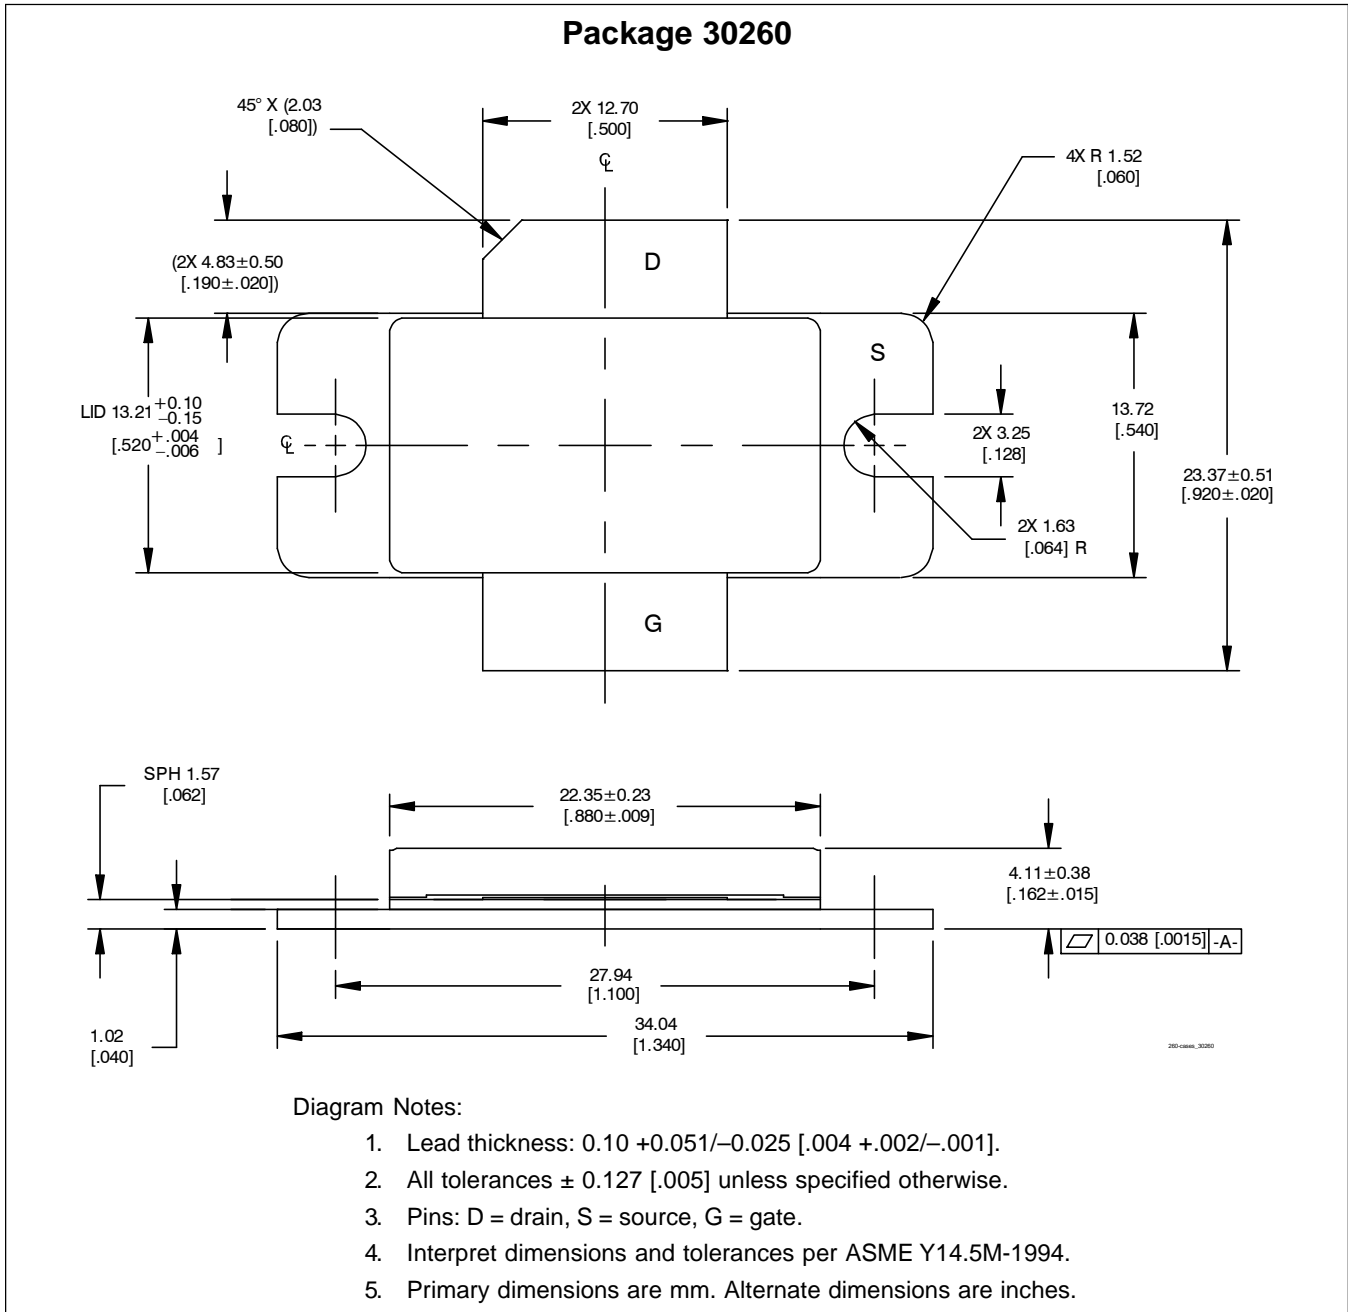 Package 30260
45° X (2.03
[.080])
2X 12.70
[.500]
℄
4X R 1.52
[.060]
(2X 4.83±0.50
[.190±.020])
D
S
LID 13.21 +0.10
–0.15
[.520 +.004
–.006 ]
℄
2X 3.25
[.128]
13.72
[.540]
23.37±0.51
[.920±.020]
2X 1.63
[.064] R
G
SPH 1.57
[.062]
22.35±0.23
[.880±.009]
4.11±0.38
[.162±.015]
0.038 [.0015] -A-
27.94
[1.100]
1.02
[.040]
34.04
[1.340]
260-cases_30260
Diagram Notes:
1. Lead thickness: 0.10 +0.051/–0.025 [.004 +.002/–.001].
2. All tolerances ± 0.127 [.005] unless specified otherwise.
3. Pins: D = drain, S = source, G = gate.
4. Interpret dimensions and tolerances per ASME Y14.5M-1994.
5. Primary dimensions are mm. Alternate dimensions are inches.